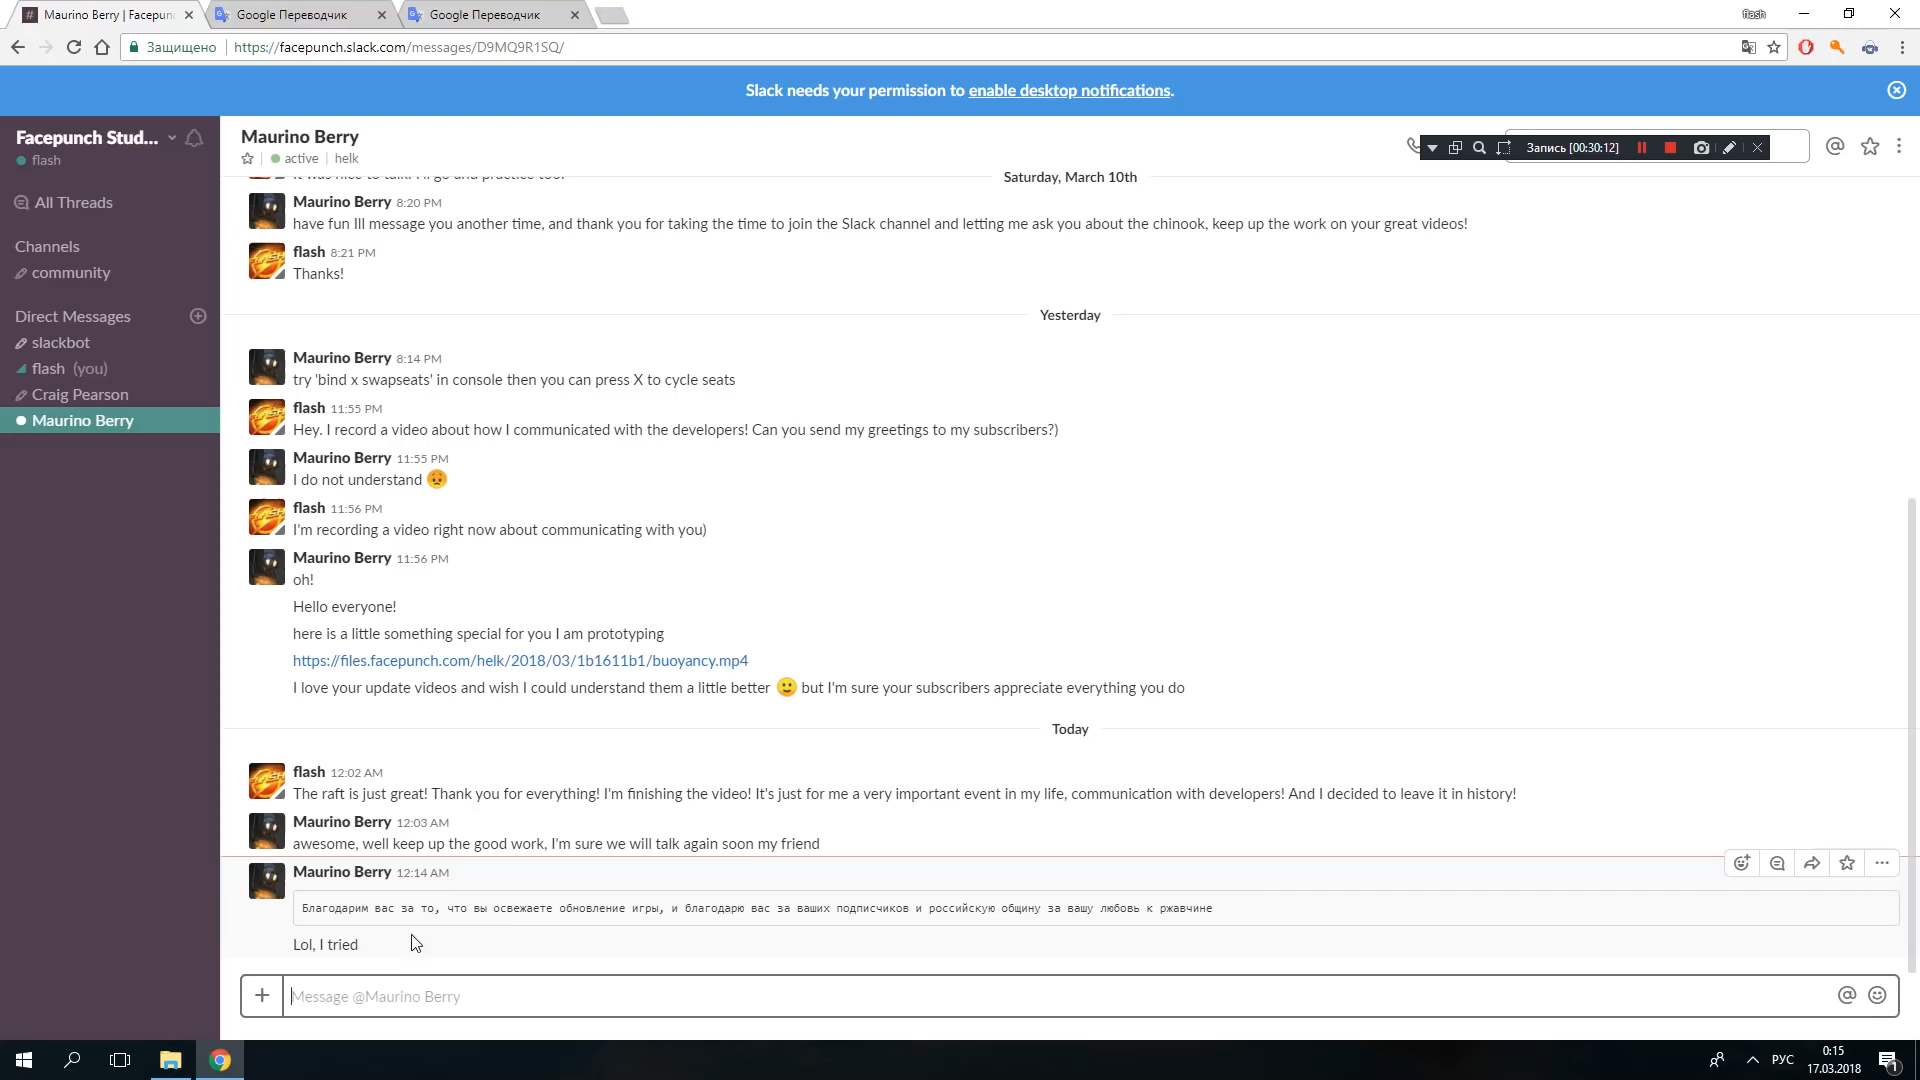 Maurino Berry | Facepunc
Google Переводчик
Google Переводчик
flash
Защищено
https://facepunch.slack.com/messages/D9MQ9R1SQ/
Slack needs your permission to enable desktop notifications.
Facepunch Stud...
flash
All Threads
Channels
community
Direct Messages
slackbot
flash (you)
Craig Pearson
Maurino Berry
Maurino Berry
active | helk
Запись [00:30:12]
Saturday, March 10th
Maurino Berry 8:20 PM
have fun Ill message you another time, and thank you for taking the time to join the Slack channel and letting me ask you about the chinook, keep up the work on your great videos!
flash 8:21 PM
Thanks!
Yesterday
Maurino Berry 8:14 PM
try 'bind x swapseats' in console then you can press X to cycle seats
flash 11:55 PM
Hey. I record a video about how I communicated with the developers! Can you send my greetings to my subscribers?)
Maurino Berry 11:55 PM
I do not understand
flash 11:56 PM
I'm recording a video right now about communicating with you)
Maurino Berry 11:56 PM
oh!
Hello everyone!
here is a little something special for you I am prototyping
https://files.facepunch.com/helk/2018/03/1b1611b1/buoyancy.mp4
I love your update videos and wish I could understand them a little better but I'm sure your subscribers appreciate everything you do
Today
flash 12:02 AM
The raft is just great! Thank you for everything! I'm finishing the video! It's just for me a very important event in my life, communication with developers! And I decided to leave it in history!
Maurino Berry 12:03 AM
awesome, well keep up the good work, I'm sure we will talk again soon my friend
Maurino Berry 12:14 AM
Благодарим вас за то, что вы освежаете обновление игры, и благодарю вас за ваших подписчиков и российскую общину за вашу любовь к ржавчине
Lol, I tried
Message @Maurino Berry
РУС
0:15
17.03.2018
1